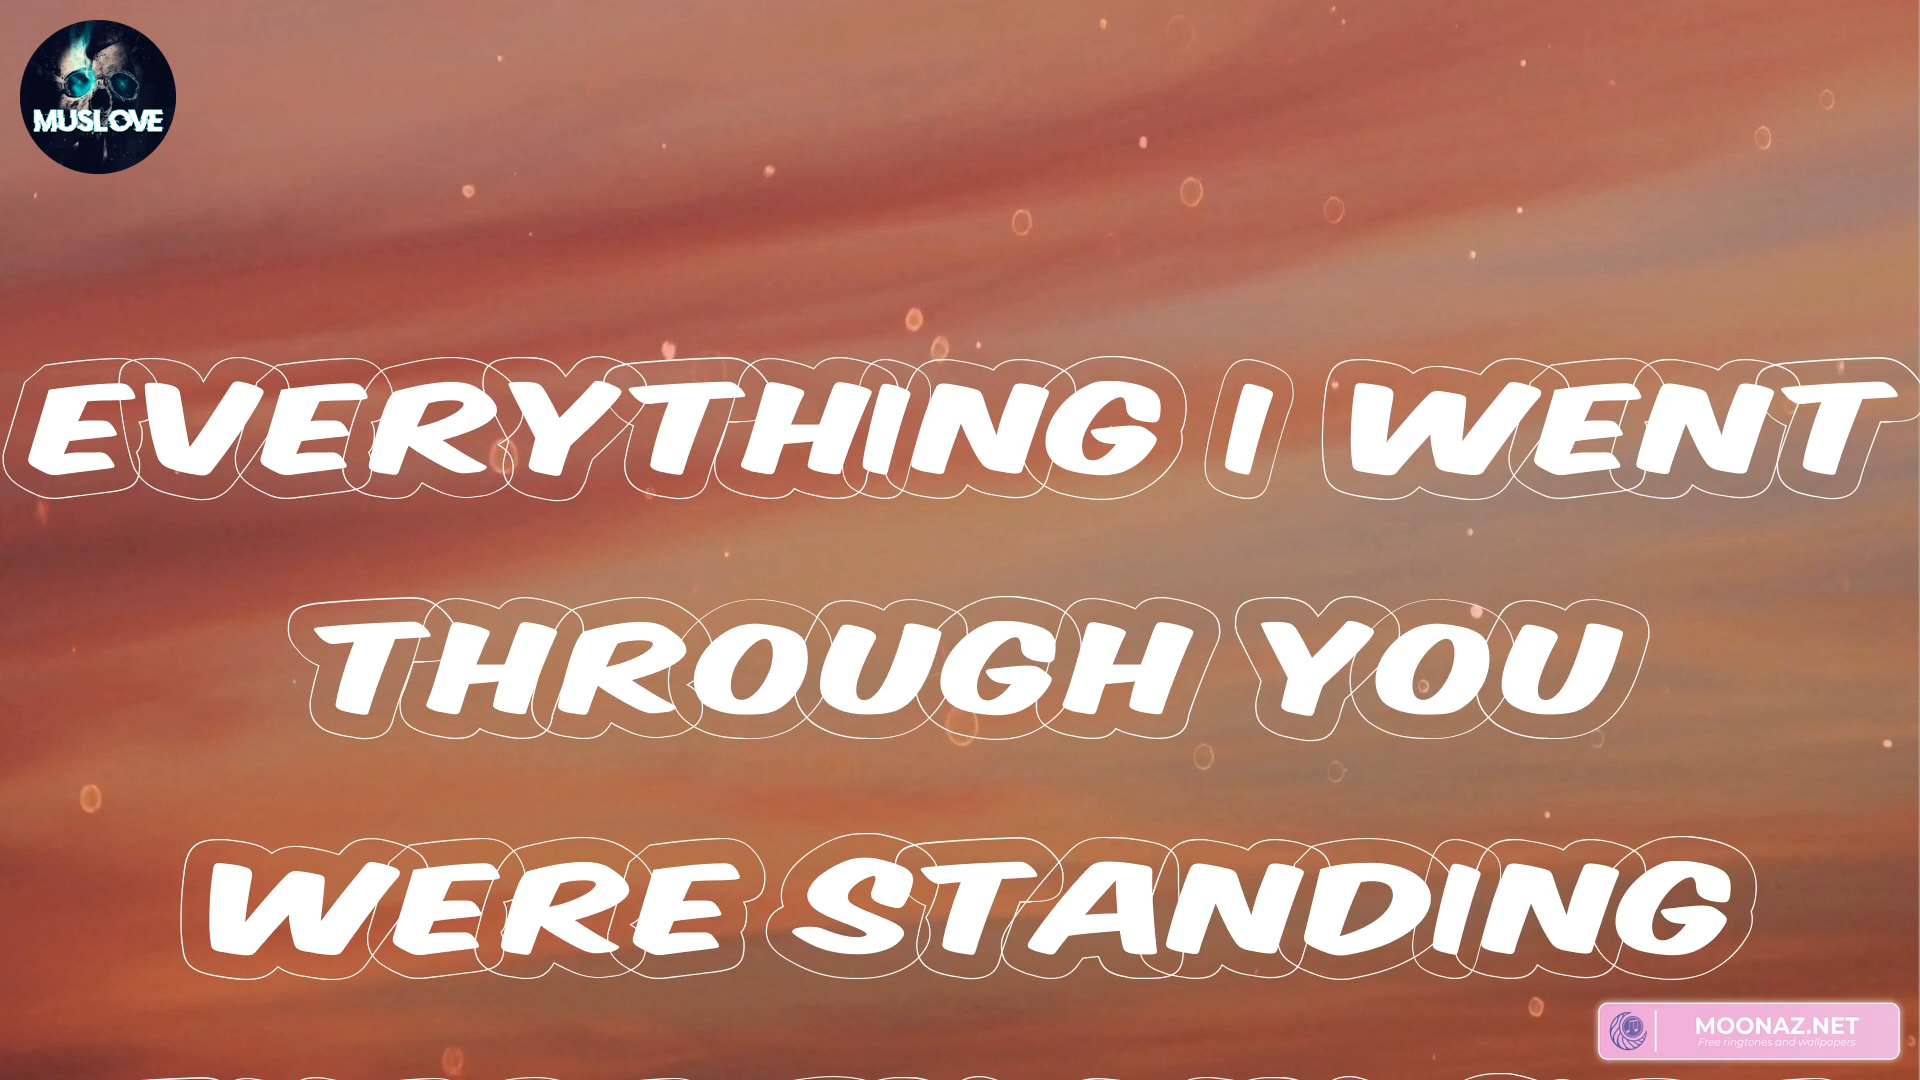 MUSLOVE
EVERYTHING I WENT
THROUGH YOU
WERE STANDING
MOONAZ.NET
Free ringtones and wallpapers